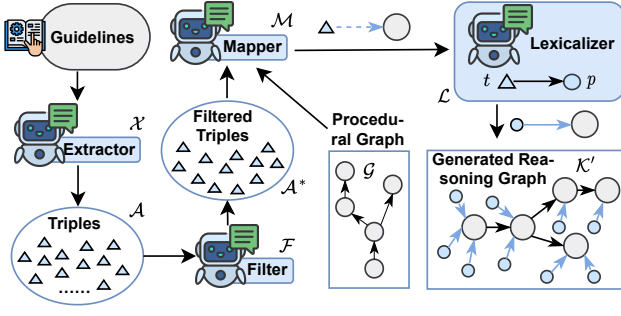 Guidelines
𝒳
Extractor
𝒜
Triples
......
ℱ
Filter
Filtered
Triples
𝒜*
ℳ
Mapper
Procedu-
ral Graph
𝒢
Lexicalizer
t
p
ℒ
Generated Rea-
soning Graph
𝒦′